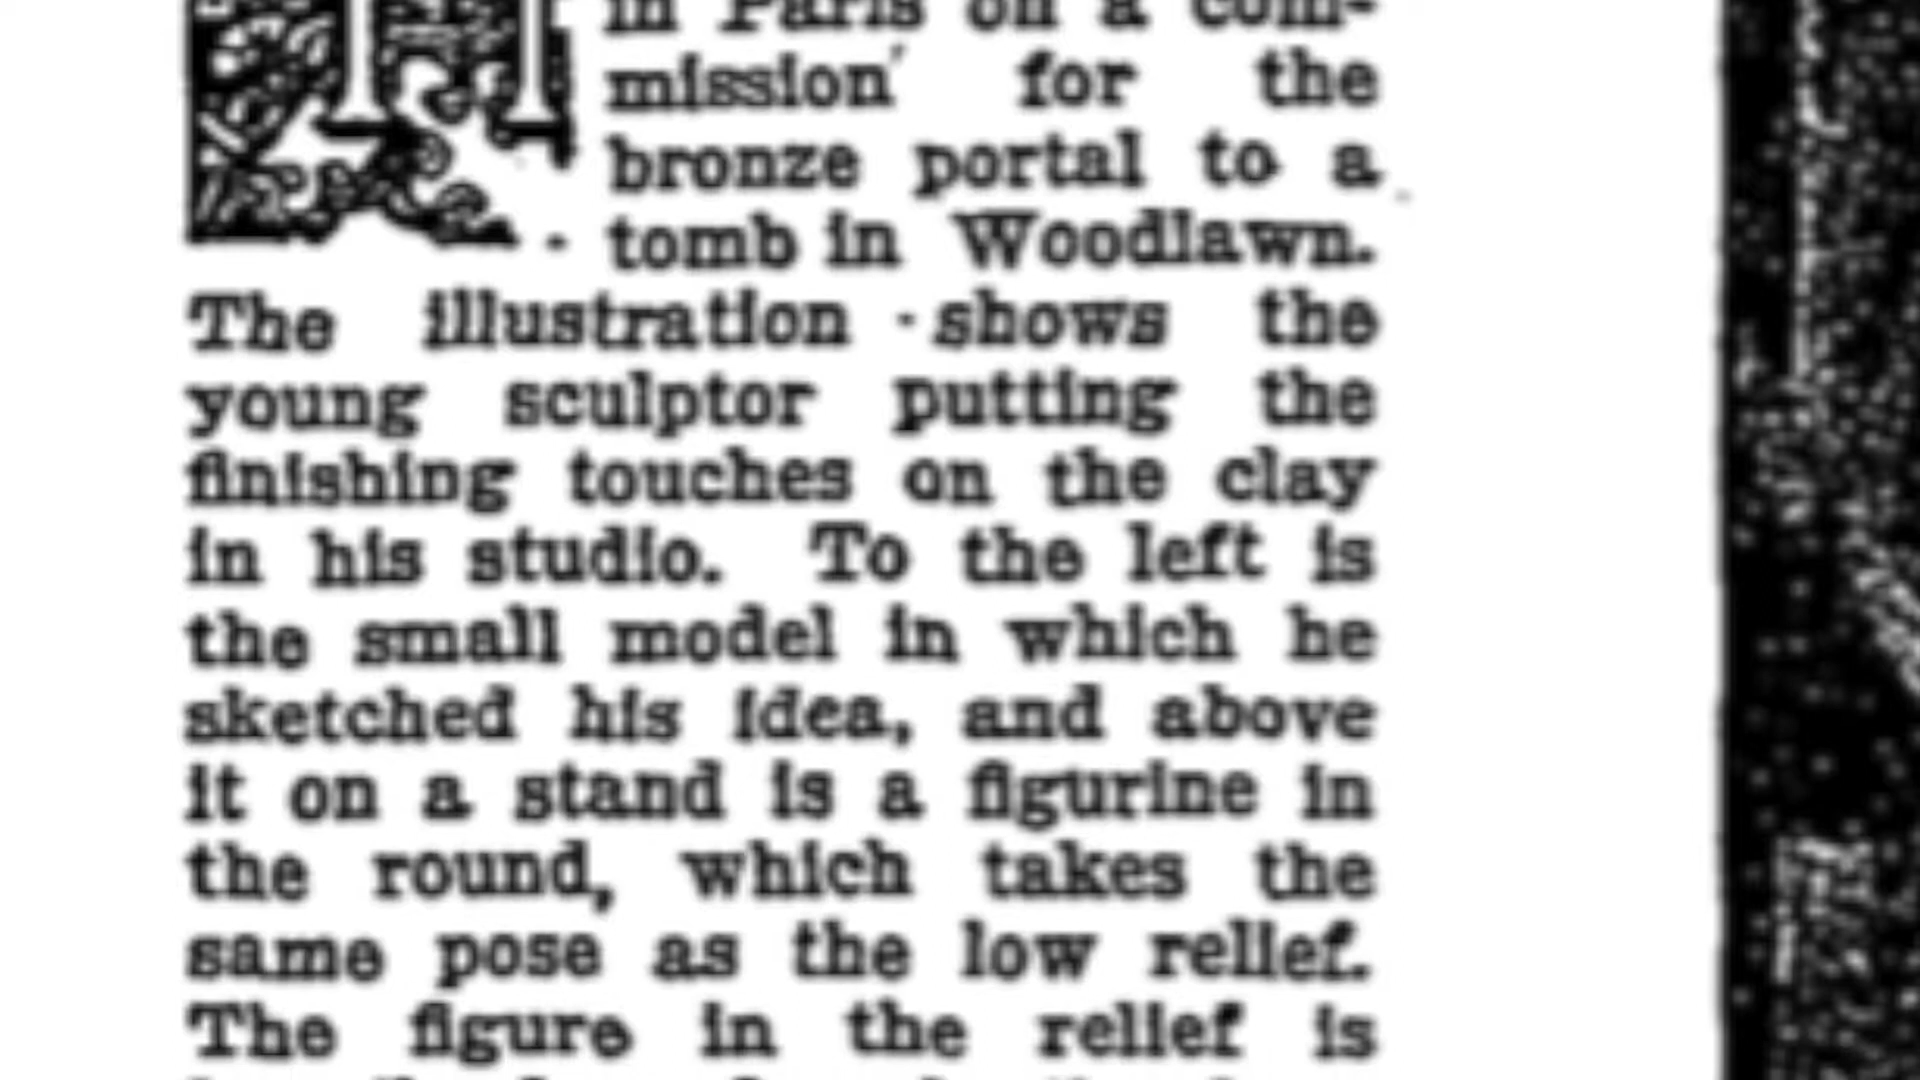 in Paris on a com-
mission for the
bronze portal to a
tomb in Woodlawn.
The illustration shows the
young sculptor putting the
finishing touches on the clay
in his studio. To the left is
the small model in which he
sketched his idea, and above
it on a stand is a figurine in
the round, which takes the
same pose as the low relief.
The figure in the relief is